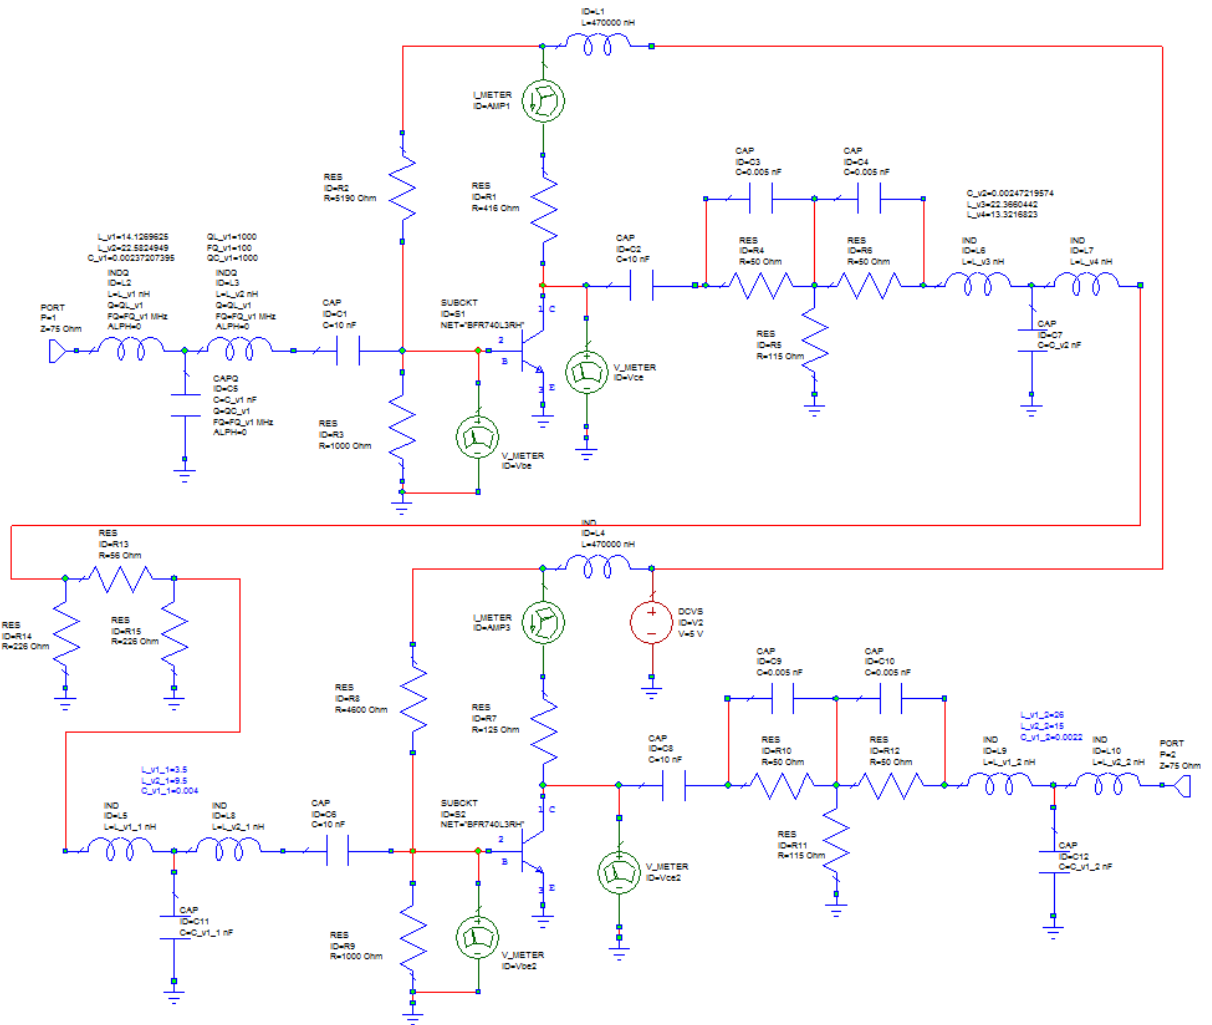 ID=L1
L=470000 nH
I_METER
ID=AMP1
CAP
ID=C3
C=0.005 nF
CAP
ID=C4
C=0.005 nF
RES
ID=R2
R=5190 Ohm
RES
ID=R1
R=416 Ohm
C_v2=0.00247219574
L_v3=22.3660442
L_v4=13.3216823
L_v1=14.1269625
L_v2=22.5824949
C_v1=0.00237207395
QL_v1=1000
FQ_v1=100
QC_v1=1000
CAP
ID=C2
C=10 nF
RES
ID=R4
R=50 Ohm
RES
ID=R6
R=50 Ohm
IND
ID=L6
L=L_v3 nH
IND
ID=L7
L=L_v4 nH
INDQ
ID=L2
L=L_v1 nH
Q=QL_v1
FQ=FQ_v1 MHz
ALPH=0
INDQ
ID=L3
L=L_v2 nH
Q=QL_v1
FQ=FQ_v1 MHz
ALPH=0
PORT
P=1
Z=75 Ohm
CAP
ID=C1
C=10 nF
SUBCKT
ID=S1
NET="BFR740L3RH"
1
C
2
B
3
E
RES
ID=R5
R=115 Ohm
CAP
ID=C7
C=C_v2 nF
V_METER
ID=Vce
CAPQ
ID=C5
C=C_v1 nF
Q=QC_v1
FQ=FQ_v1 MHz
ALPH=0
RES
ID=R3
R=1000 Ohm
V_METER
ID=Vbe
RES
ID=R13
R=56 Ohm
IND
ID=L4
L=470000 nH
RES
ID=R14
R=226 Ohm
RES
ID=R15
R=226 Ohm
I_METER
ID=AMP3
DCVS
ID=V2
V=5 V
CAP
ID=C9
C=0.005 nF
CAP
ID=C10
C=0.005 nF
RES
ID=R8
R=4600 Ohm
RES
ID=R7
R=125 Ohm
L_v1_2=26
L_v2_2=15
C_v1_2=0.0022
CAP
ID=C8
C=10 nF
RES
ID=R10
R=50 Ohm
RES
ID=R12
R=50 Ohm
IND
ID=L9
L=L_v1_2 nH
IND
ID=L10
L=L_v2_2 nH
PORT
P=2
Z=75 Ohm
L_v1_1=3.5
L_v2_1=9.5
C_v1_1=0.004
IND
ID=L5
L=L_v1_1 nH
IND
ID=L8
L=L_v2_1 nH
CAP
ID=C6
C=10 nF
SUBCKT
ID=S2
NET="BFR740L3RH"
1
C
2
B
3
E
RES
ID=R11
R=115 Ohm
CAP
ID=C12
C=C_v1_2 nF
V_METER
ID=Vce2
CAP
ID=C11
C=C_v1_1 nF
RES
ID=R9
R=1000 Ohm
V_METER
ID=Vbe2